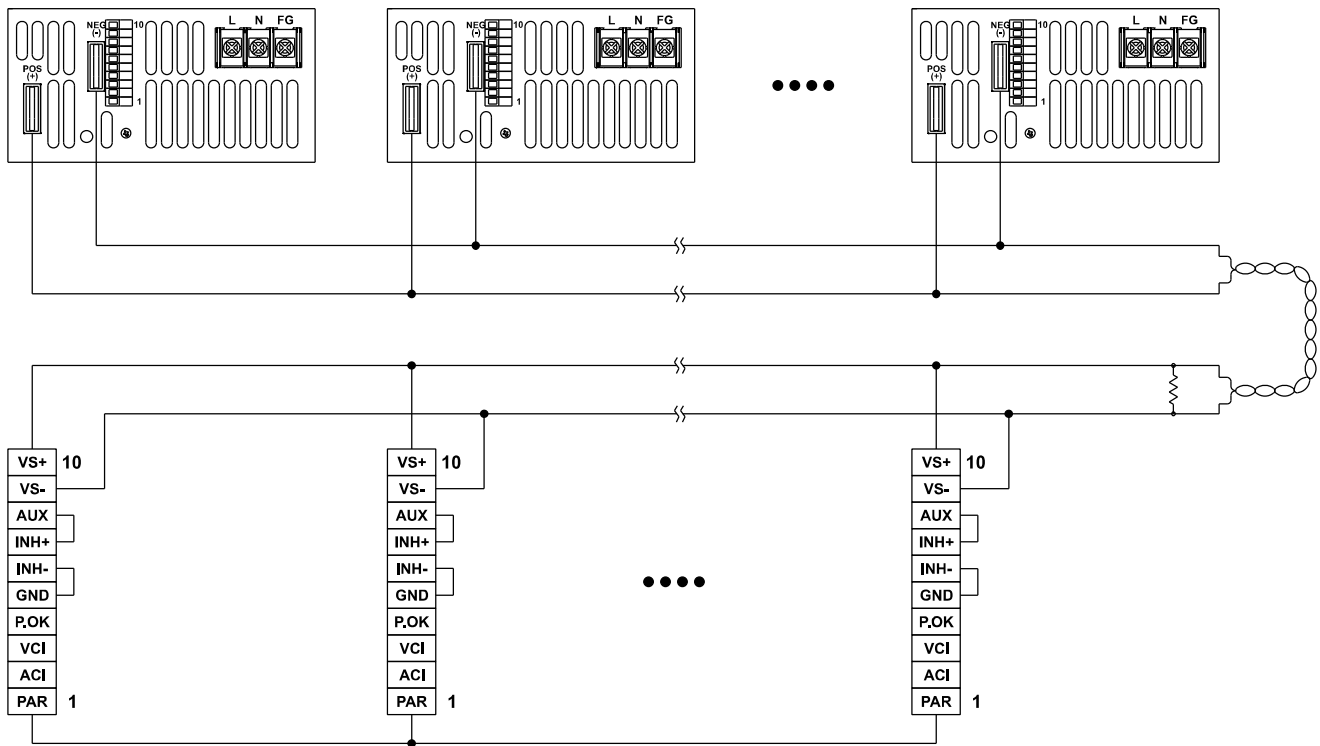 NEG 10 L N FG
(-)
POS
(+)
1
NEG 10 L N FG
(-)
POS
(+)
1
NEG 10 L N FG
(-)
POS
(+)
1
VS+ 10
VS-
AUX
INH+
INH-
GND
P.OK
VCI
ACI
PAR 1
VS+ 10
VS-
AUX
INH+
INH-
GND
P.OK
VCI
ACI
PAR 1
VS+ 10
VS-
AUX
INH+
INH-
GND
P.OK
VCI
ACI
PAR 1